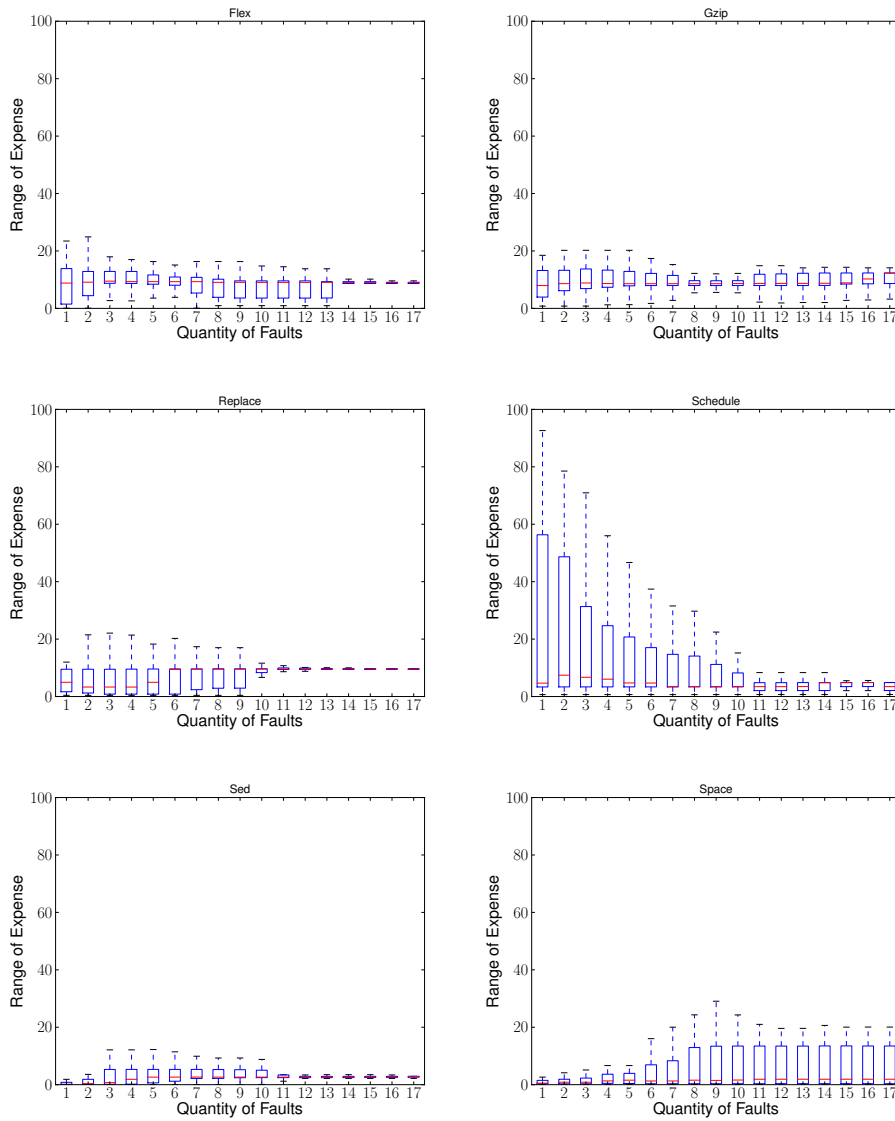 Flex
100
80
60
40
20
0
Range of Expense
1 2 3 4 5 6 7 8 9 10 11 12 13 14 15 16 17
Quantity of Faults
Gzip
100
80
60
40
20
0
Range of Expense
1 2 3 4 5 6 7 8 9 10 11 12 13 14 15 16 17
Quantity of Faults
Replace
100
80
60
40
20
0
Range of Expense
1 2 3 4 5 6 7 8 9 10 11 12 13 14 15 16 17
Quantity of Faults
Schedule
100
80
60
40
20
0
Range of Expense
1 2 3 4 5 6 7 8 9 10 11 12 13 14 15 16 17
Quantity of Faults
Sed
100
80
60
40
20
0
Range of Expense
1 2 3 4 5 6 7 8 9 10 11 12 13 14 15 16 17
Quantity of Faults
Space
100
80
60
40
20
0
Range of Expense
1 2 3 4 5 6 7 8 9 10 11 12 13 14 15 16 17
Quantity of Faults